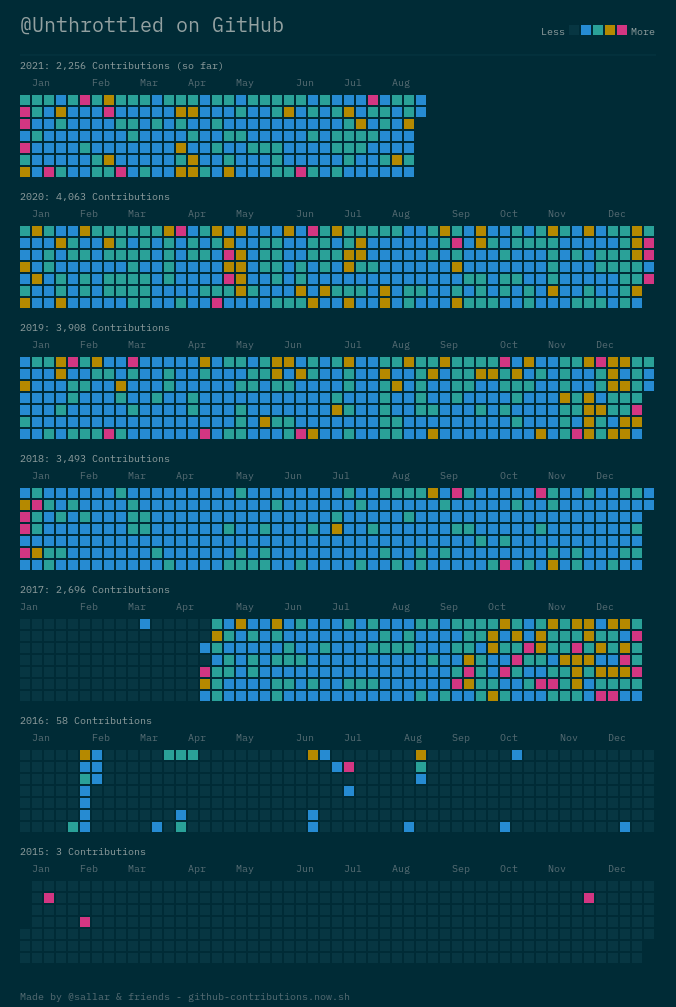 @Unthrottled on GitHub
Less More
2021: 2,256 Contributions (so far)
Jan Feb Mar Apr May Jun Jul Aug
2020: 4,063 Contributions
Jan Feb Mar Apr May Jun Jul Aug Sep Oct Nov Dec
2019: 3,908 Contributions
Jan Feb Mar Apr May Jun Jul Aug Sep Oct Nov Dec
2018: 3,493 Contributions
Jan Feb Mar Apr May Jun Jul Aug Sep Oct Nov Dec
2017: 2,696 Contributions
Jan Feb Mar Apr May Jun Jul Aug Sep Oct Nov Dec
2016: 58 Contributions
Jan Feb Mar Apr May Jun Jul Aug Sep Oct Nov Dec
2015: 3 Contributions
Jan Feb Mar Apr May Jun Jul Aug Sep Oct Nov Dec
Made by @sallar & friends - github-contributions.now.sh